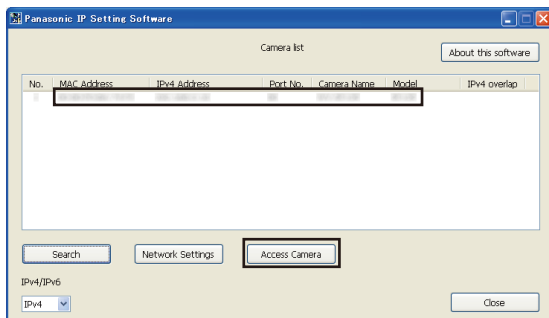 Panasonic IP Setting Software
Camera list
About this software
No. MAC Address IPv4 Address Port No. Camera Name Model IPv4 overlap
Search Network Settings Access Camera
IPv4/IPv6
IPv4 Close